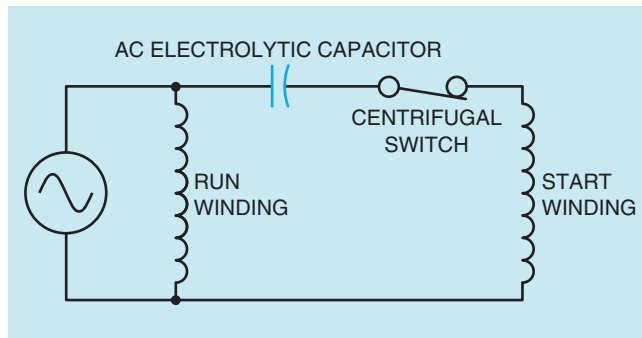 AC ELECTROLYTIC CAPACITOR
CENTRIFUGAL
SWITCH
RUN
WINDING
START
WINDING